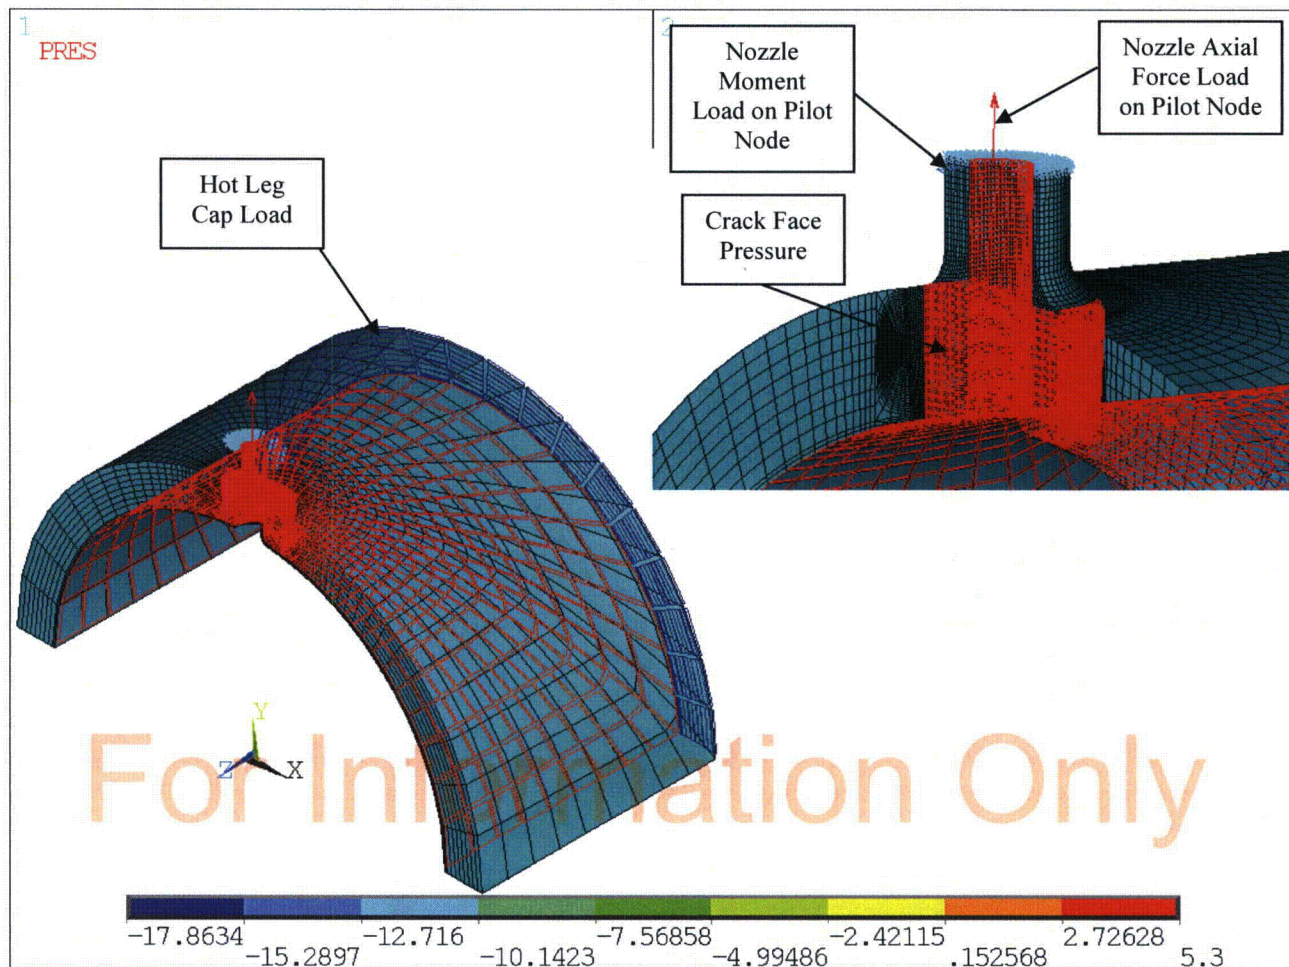 1
PRES
2
Nozzle
Moment
Load on Pilot
Node
Nozzle Axial
Force Load
on Pilot Node
Hot Leg
Cap Load
Crack Face
Pressure
Y
Z
X
For Information Only
-17.8634
-15.2897
-12.716
-10.1423
-7.56858
-4.99486
-2.42115
.152568
2.72628
5.3